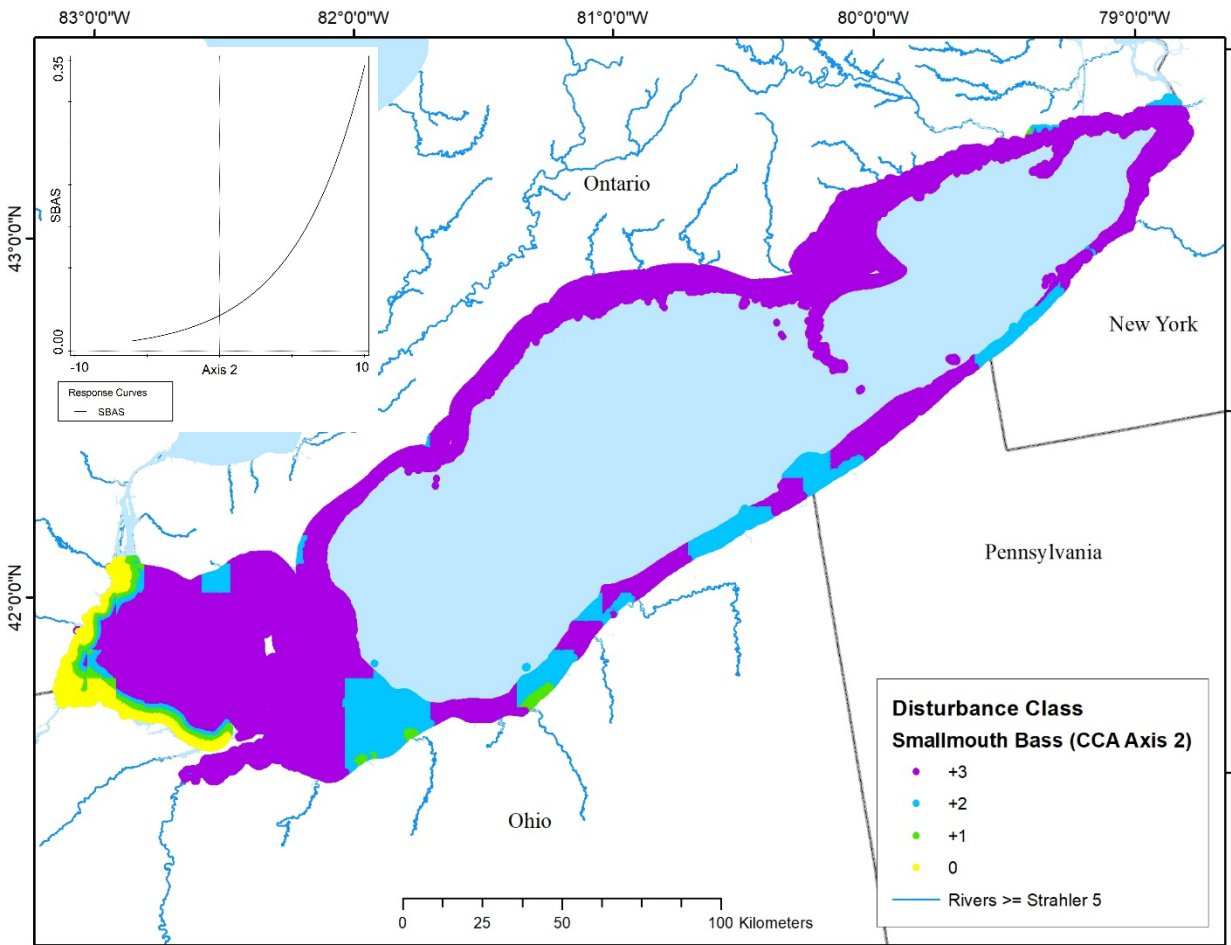 83°0'0"W
82°0'0"W
81°0'0"W
80°0'0"W
79°0'0"W
43°0'0"N
42°0'0"N
0.35
SBAS
0.00
-10
Axis 2
10
Response Curves
SBAS
Ontario
New York
Pennsylvania
Ohio
0 25 50 100 Kilometers
Disturbance Class
Smallmouth Bass (CCA Axis 2)
+3
+2
+1
0
Rivers >= Strahler 5